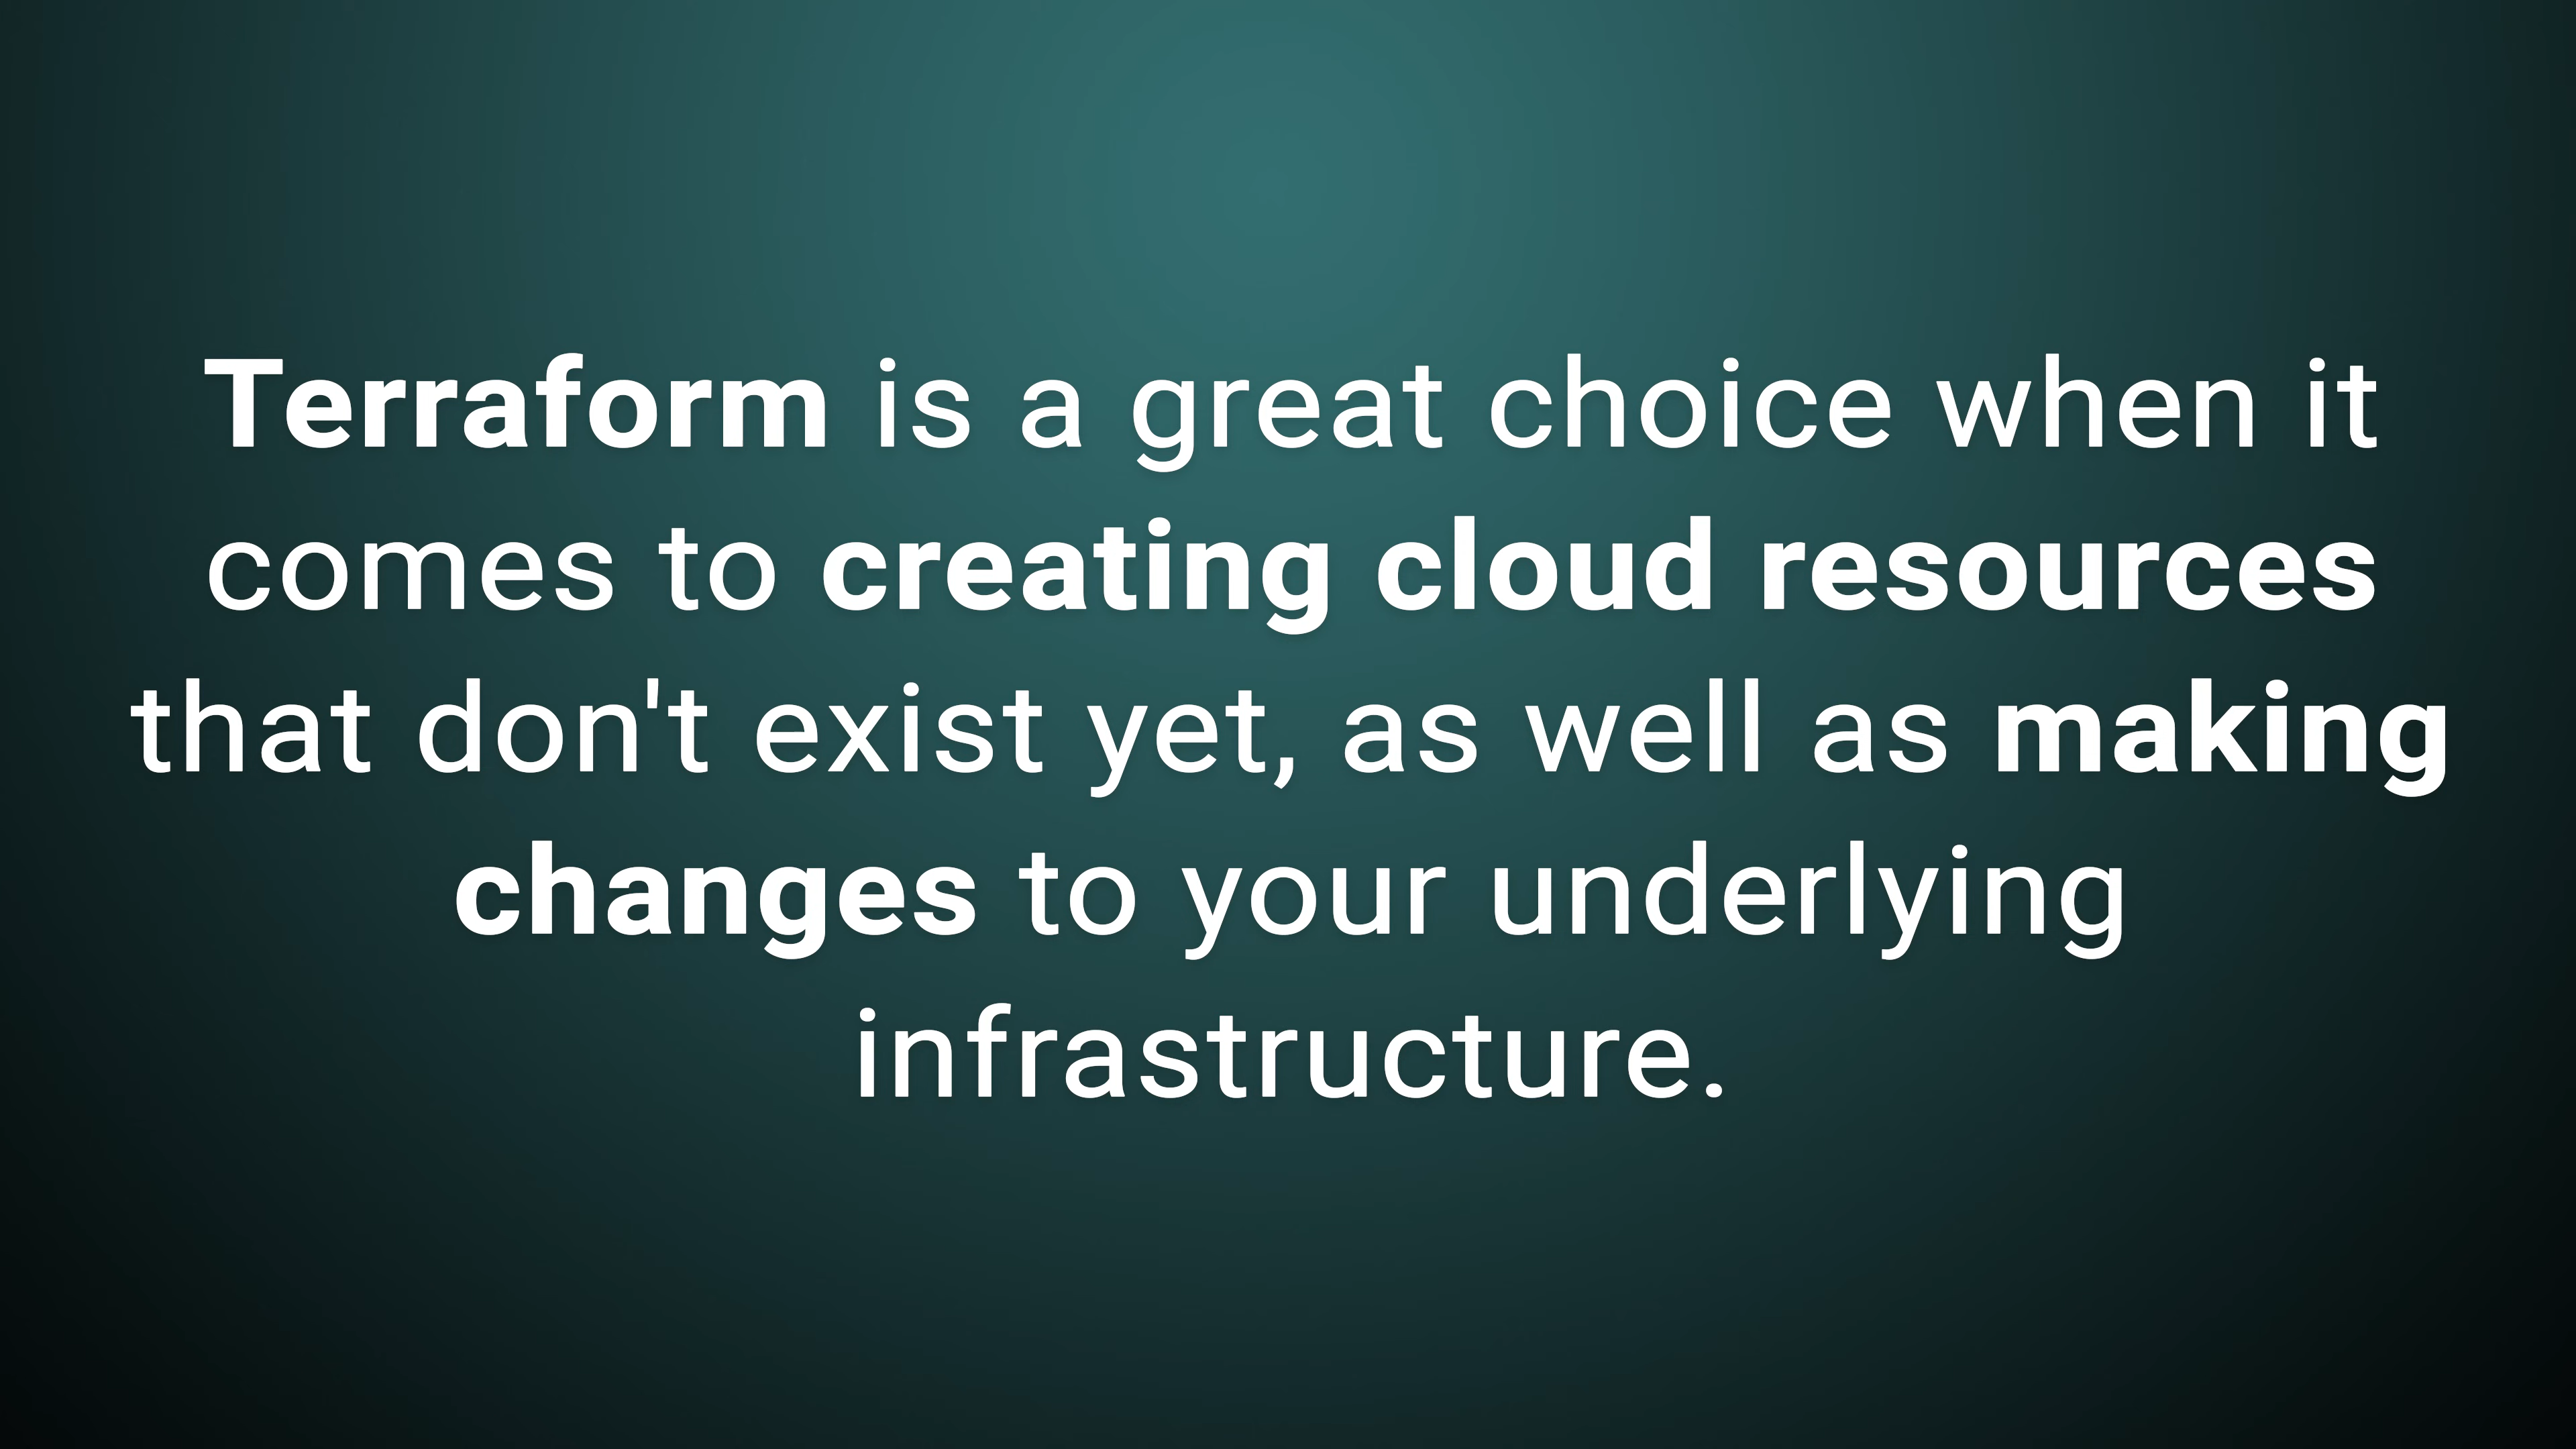 Terraform is a great choice when it
comes to creating cloud resources
that don't exist yet, as well as making
changes to your underlying
infrastructure.